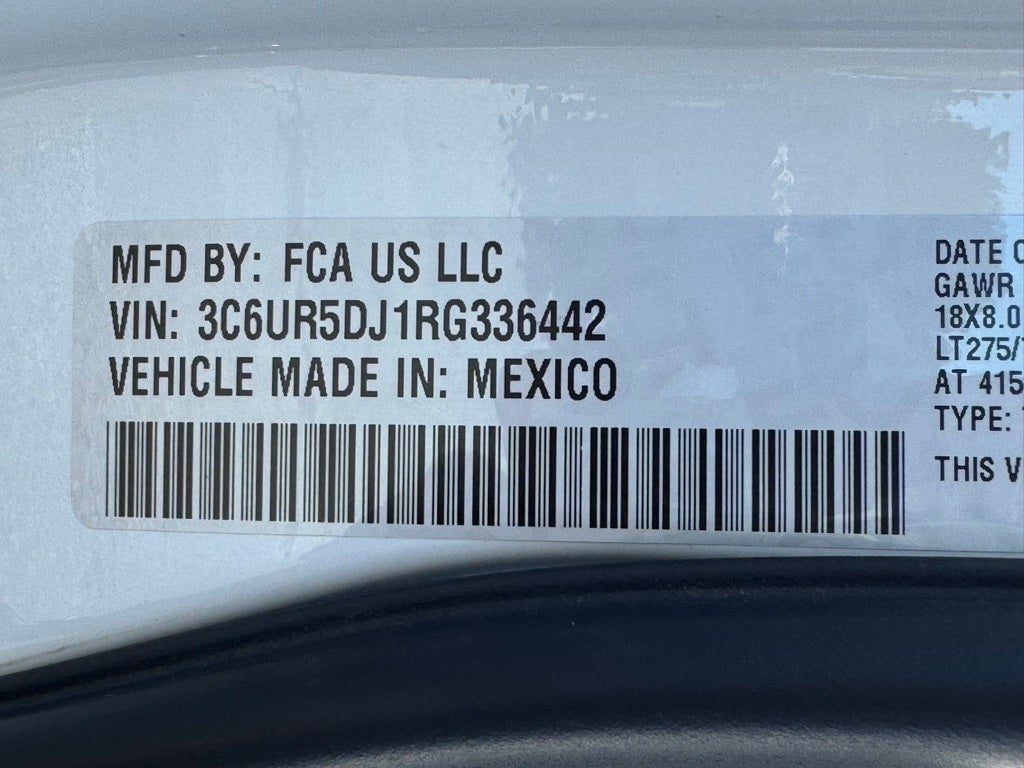 MFD BY: FCA US LLC
VIN: 3C6UR5DJ1RG336442
VEHICLE MADE IN: MEXICO
DATE
GAWR
18X8.0
LT275/
AT 415
TYPE:
THIS